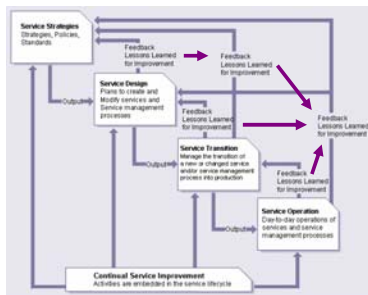 Service Strategies
Strategies, Policies,
Standards
Feedback
Lessons Learned
for Improvement
Feedback
Lessons Learned
for Improvement
Output
Service Design
Plans to create and
Modify services and
Service management
processes
Feedback
Lessons Learned
for Improvement
Feedback
Lessons Learned
for Improvement
Output
Service Transition
Manage the transition of
a new or changed service
and/or service management
process into production
Feedback
Lessons Learned
for Improvement
Output
Service Operation
Day-to-day operations of
services and service
management processes
Continual Service Improvement
Activities are embedded in the service lifecycle